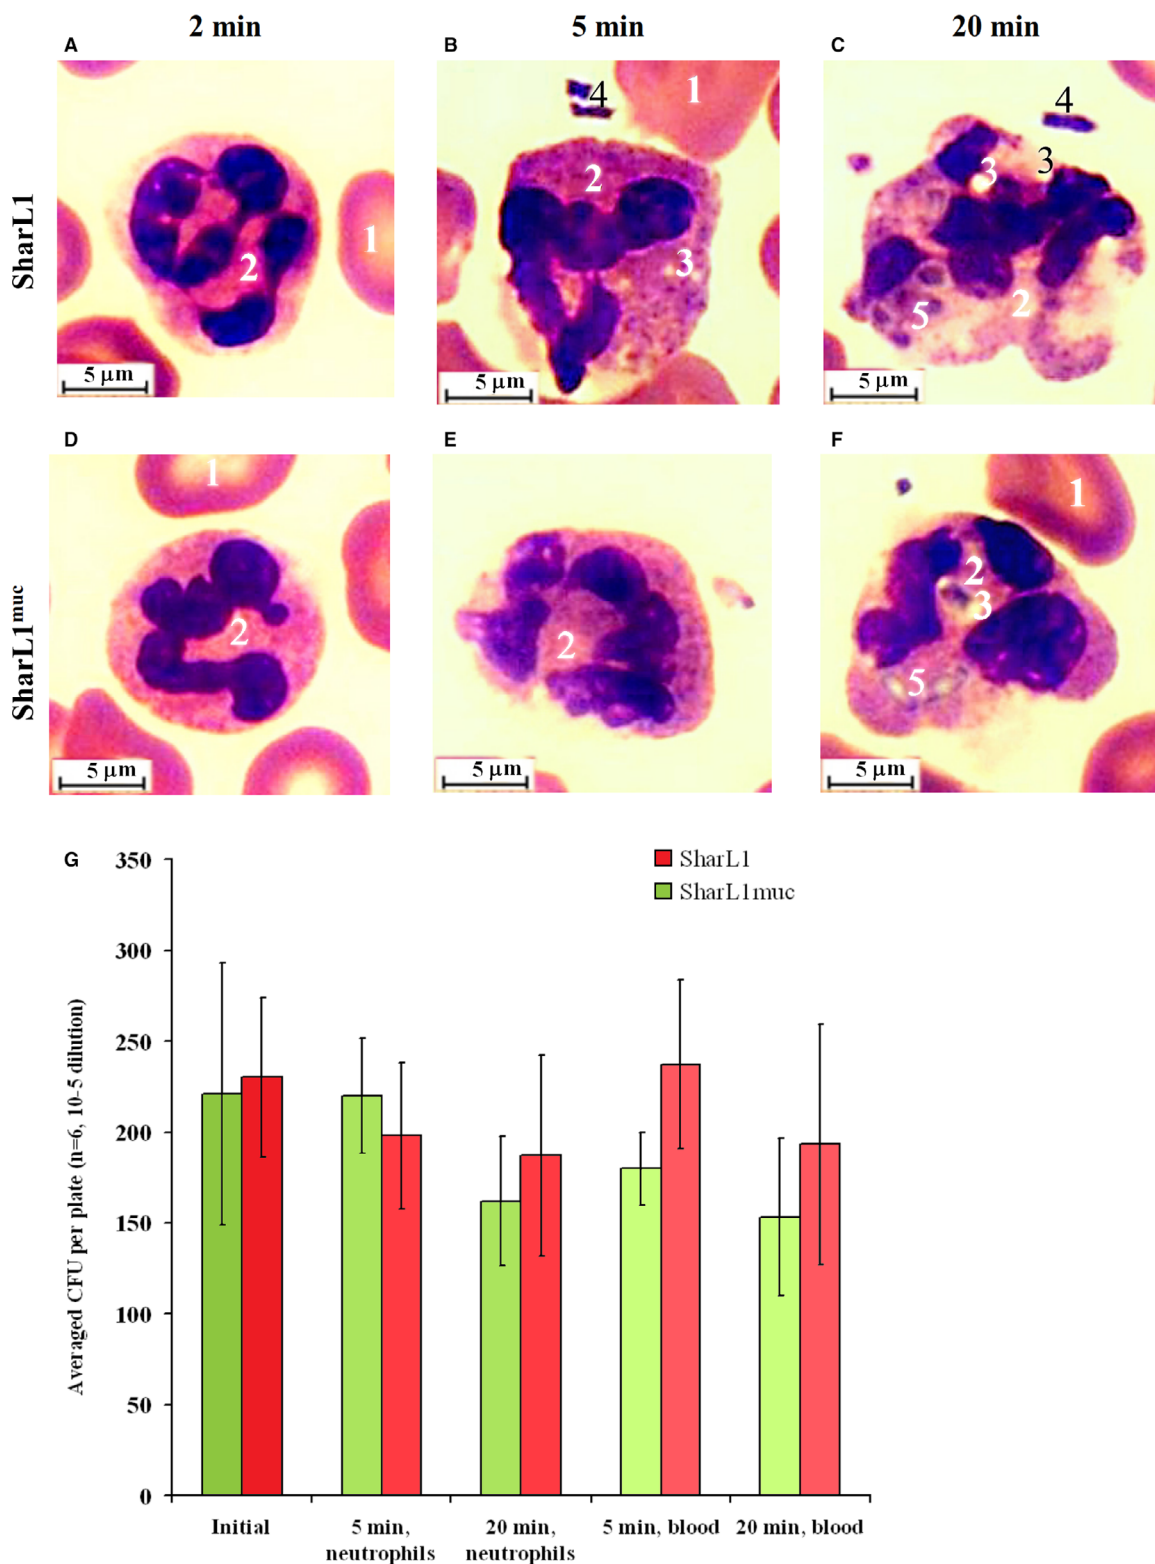 2 min 5 min 20 min
A B C
SharL1
1
2
5 µm
4
1
2
3
5 µm
4
3
3
5
2
5 µm
D E F
SharL1muc
1
2
5 µm
2
5 µm
1
2
3
5
5 µm
G
SharL1
SharL1muc
Averaged CFU per plate (n=6, 10-5 dilution)
350
300
250
200
150
100
50
0
Initial 5 min, 20 min, 5 min, blood 20 min, blood
neutrophils neutrophils